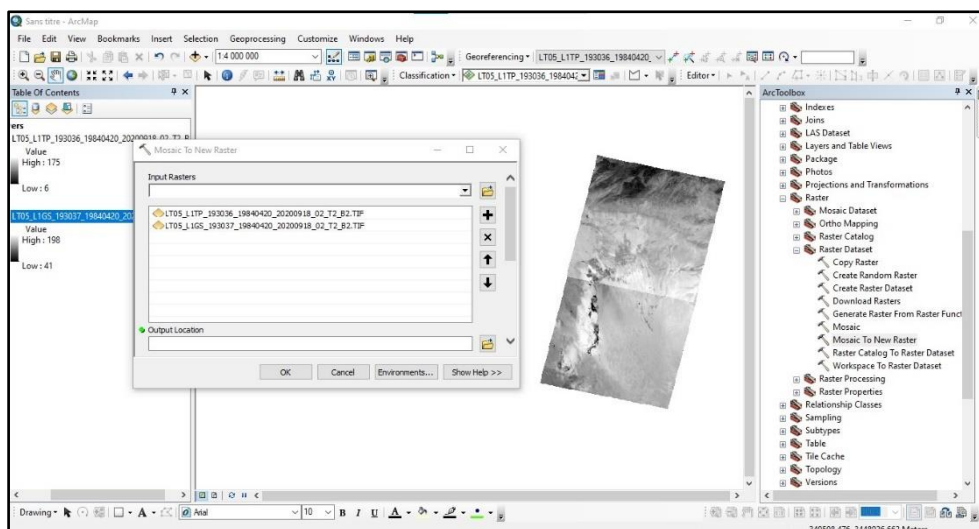 Sans titre - ArcMap
File Edit View Bookmarks Insert Selection Geoprocessing Customize Windows Help
1:4 000 000
Georeferencing LT05_L1TP_193036_19840420_
Classification LT05_L1TP_193036_198404
Editor
Table Of Contents
ers
LT05_L1TP_193036_19840420_20200918_02_T2_B
Value
High : 175
Low : 6
LT05_L1GS_193037_19840420_20
Value
High : 198
Low : 41
Mosaic To New Raster
Input Rasters
LT05_L1TP_193036_19840420_20200918_02_T2_B2.TIF
LT05_L1GS_193037_19840420_20200918_02_T2_B2.TIF
Output Location
OK Cancel Environments... Show Help >>
ArcToolbox
Indexes
Joins
LAS Dataset
Layers and Table Views
Package
Photos
Projections and Transformations
Raster
Mosaic Dataset
Ortho Mapping
Raster Catalog
Raster Dataset
Copy Raster
Create Random Raster
Create Raster Dataset
Download Rasters
Generate Raster From Raster Funct
Mosaic
Mosaic To New Raster
Raster Catalog To Raster Dataset
Workspace To Raster Dataset
Raster Processing
Raster Properties
Relationship Classes
Sampling
Subtypes
Table
Tile Cache
Topology
Versions
Drawing A Arial 10 B I U A